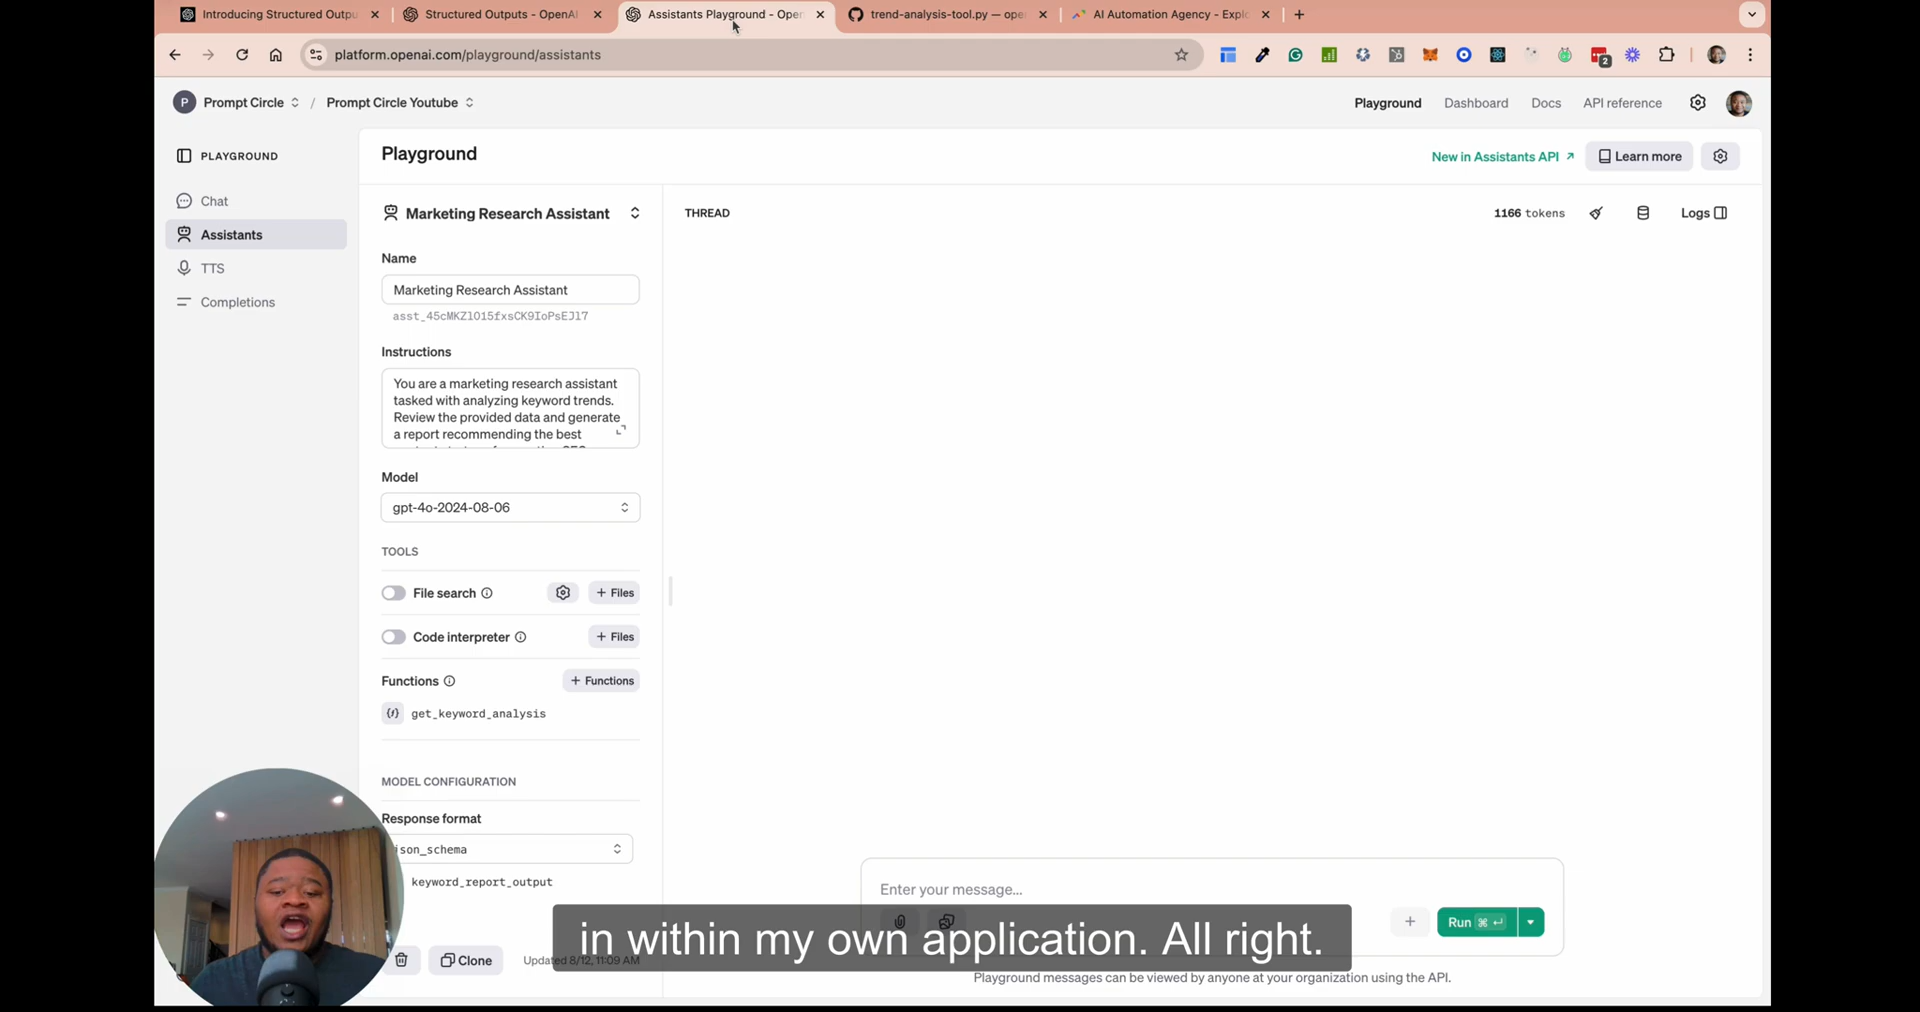 Introducing Structured Outpu
Structured Outputs - OpenAI
Assistants Playground - Open
trend-analysis-tool.py — open
AI Automation Agency - Explo
platform.openai.com/playground/assistants
2
P Prompt Circle / Prompt Circle Youtube
Playground Dashboard Docs API reference
PLAYGROUND
Chat
Assistants
TTS
Completions
Playground
New in Assistants API ↗ Learn more
Marketing Research Assistant
THREAD
1166 tokens
Logs
Name
Marketing Research Assistant
Instructions
You are a marketing research assistant
tasked with analyzing keyword trends.
Review the provided data and generate
a report recommending the best
Model
gpt-4o-2024-08-06
TOOLS
File search
+ Files
Code interpreter
+ Files
Functions
+ Functions
get_keyword_analysis
MODEL CONFIGURATION
Response format
json_schema
keyword_report_output
Clone
Updated 8/12, 11:09 AM
Enter your message...
Run ⌘ ↵
in within my own application. All right.
Playground messages can be viewed by anyone at your organization using the API.